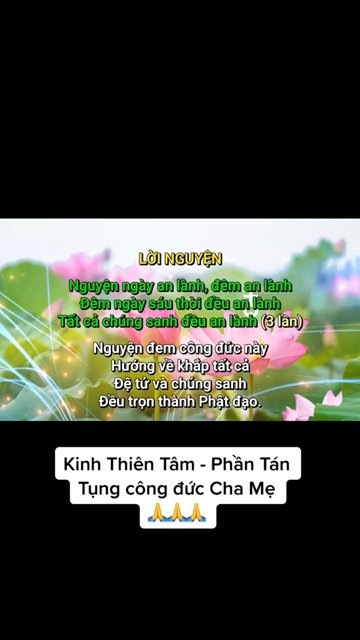 LỜI NGUYỆN
Nguyện ngày an lành, đêm an lành
Đêm ngày sáu thời đều an lành
Tất cả chúng sanh đều an lành (3 lần)
Nguyện đem công đức này
Hướng về khắp tất cả
Đệ tử và chúng sanh
Đều trọn thành Phật đạo.
Kinh Thiên Tâm - Phần Tán
Tụng công đức Cha Mẹ
🙏🙏🙏